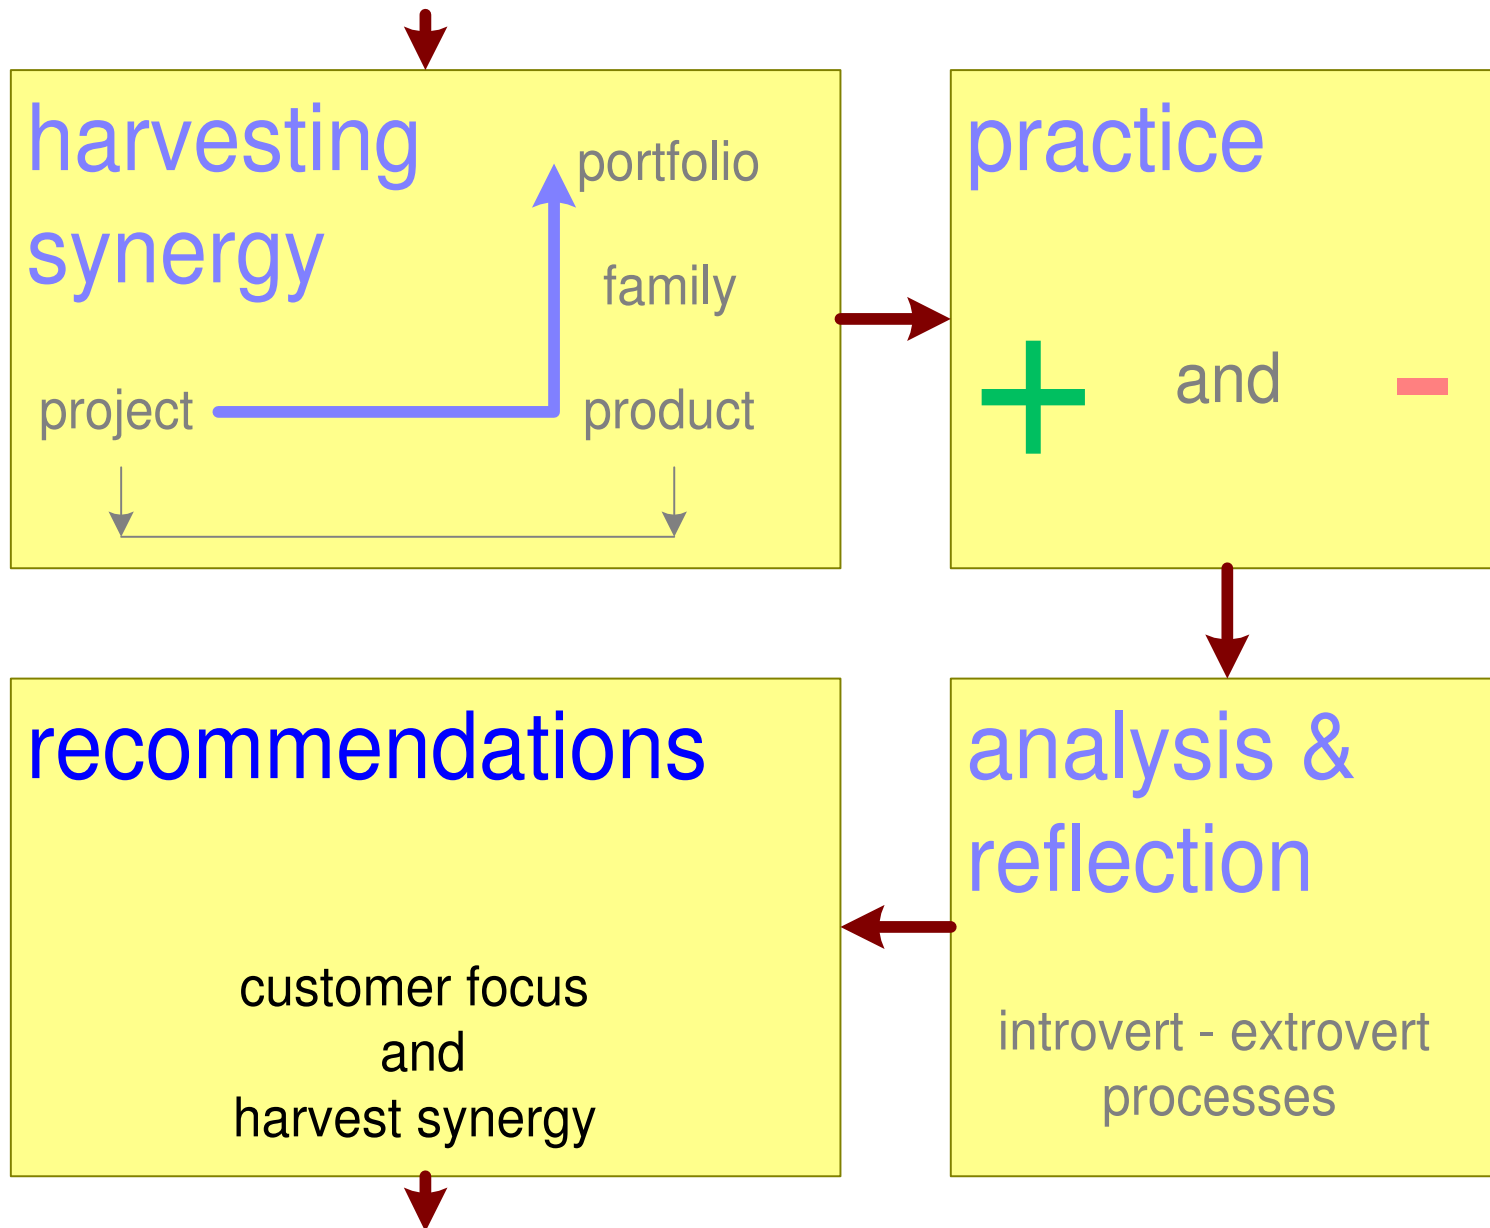 harvesting
synergy
portfolio
family
project
product
practice
+ and -
analysis &
reflection
introvert - extrovert
processes
recommendations
customer focus
and
harvest synergy